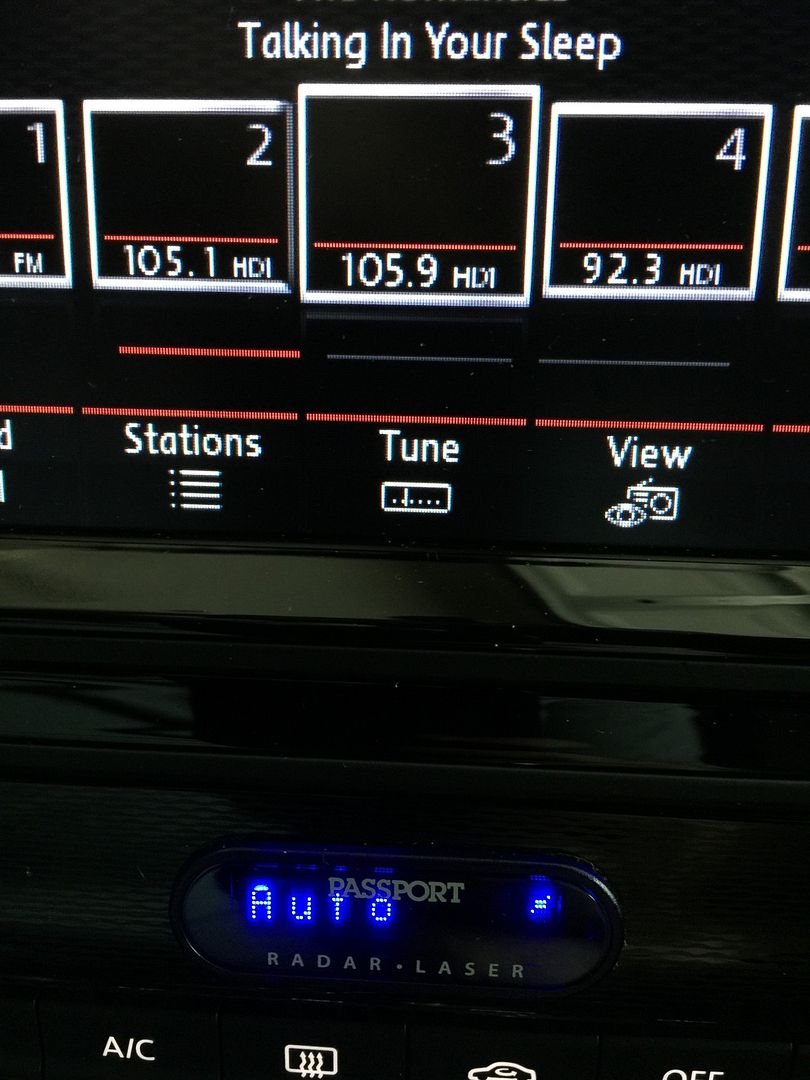 Talking In Your Sleep
1 2 3 4
FM 105.1 HD1 105.9 HD1 92.3 HD1
d Stations Tune View
PASSPORT
Auto
RADAR·LASER
A/C OFF